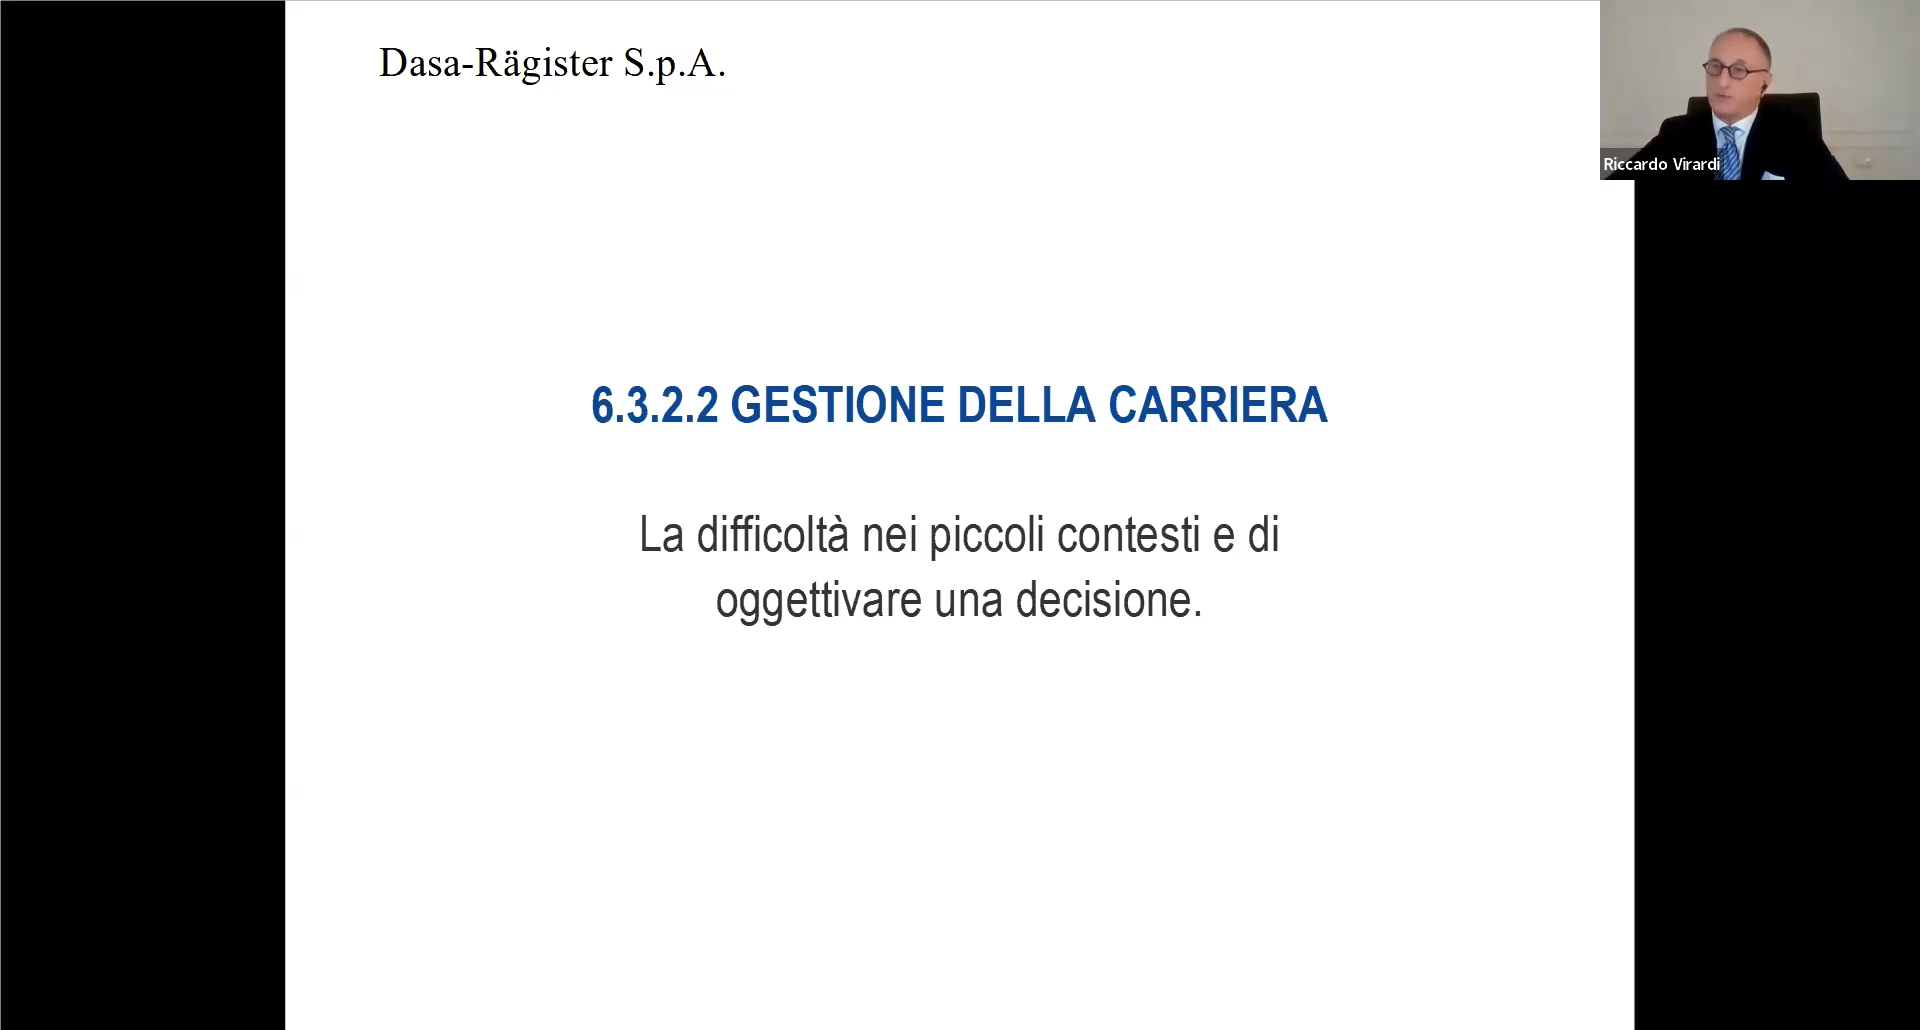 Dasa-Rägister S.p.A.
Riccardo Virardi
6.3.2.2 GESTIONE DELLA CARRIERA
La difficoltà nei piccoli contesti e di
oggettivare una decisione.